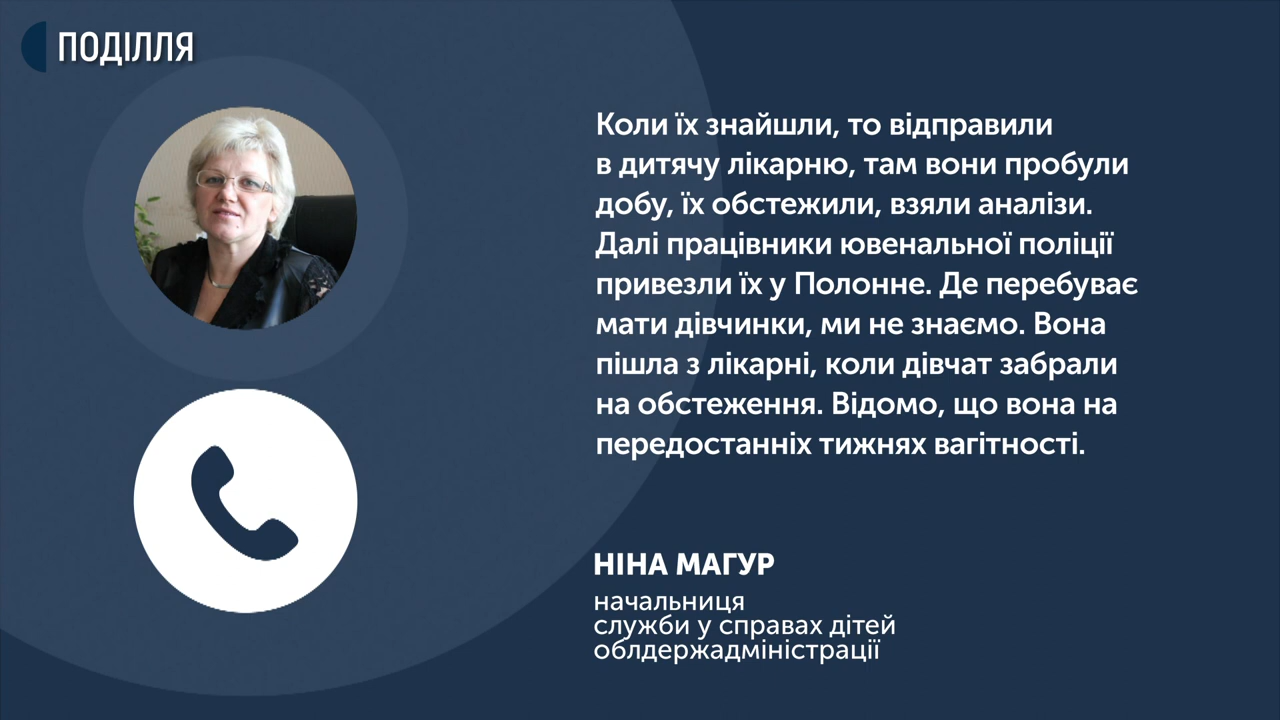 ПОДІЛЛЯ
Коли їх знайшли, то відправили
в дитячу лікарню, там вони пробули
добу, їх обстежили, взяли аналізи.
Далі працівники ювенальної поліції
привезли їх у Полонне. Де перебуває
мати дівчинки, ми не знаємо. Вона
пішла з лікарні, коли дівчат забрали
на обстеження. Відомо, що вона на
передостанніх тижнях вагітності.
НІНА МАГУР
начальниця
служби у справах дітей
облдержадміністрації